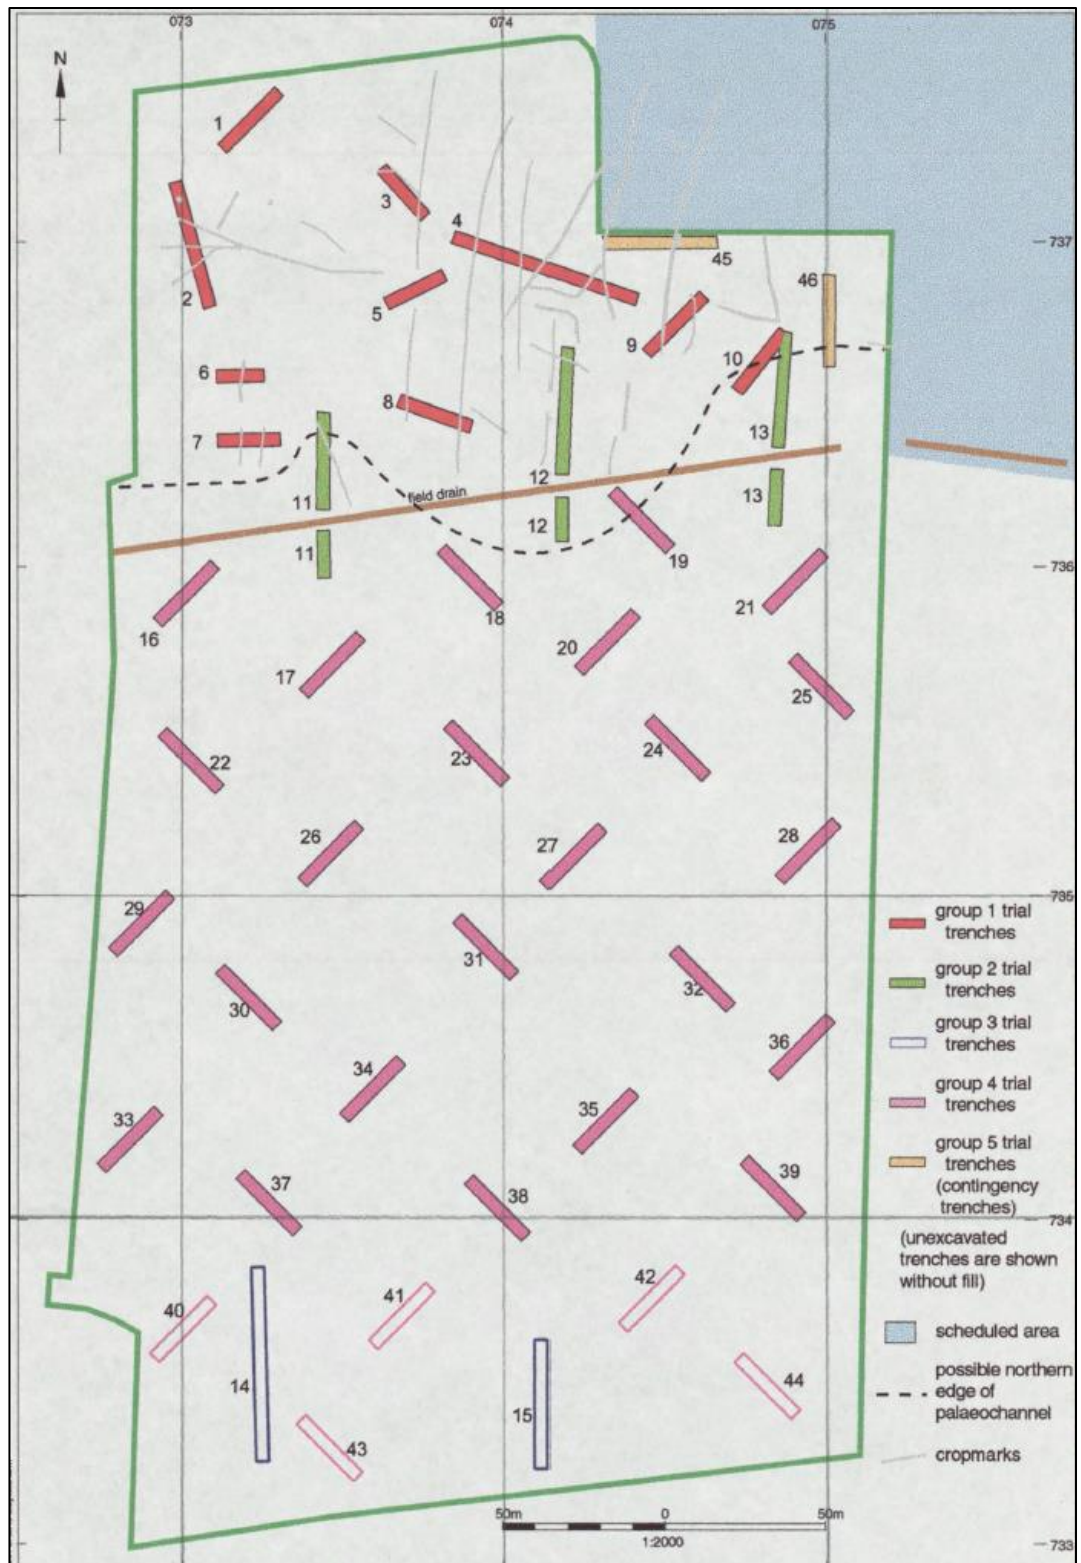 073
074
075
N
1
3
4
2
5
45
737
46
9
10
6
8
7
13
11
field drain
12
13
12
11
19
736
18
16
21
20
17
25
22
23
24
26
27
28
735
29
31
30
32
36
34
35
33
37
38
39
734
40
41
42
14
15
44
43
group 1 trial
trenches
group 2 trial
trenches
group 3 trial
trenches
group 4 trial
trenches
group 5 trial
trenches
(contingency
trenches)
(unexcavated
trenches are shown
without fill)
scheduled area
possible northern
edge of
palaeochannel
cropmarks
50m 0 50m
1:2000
733